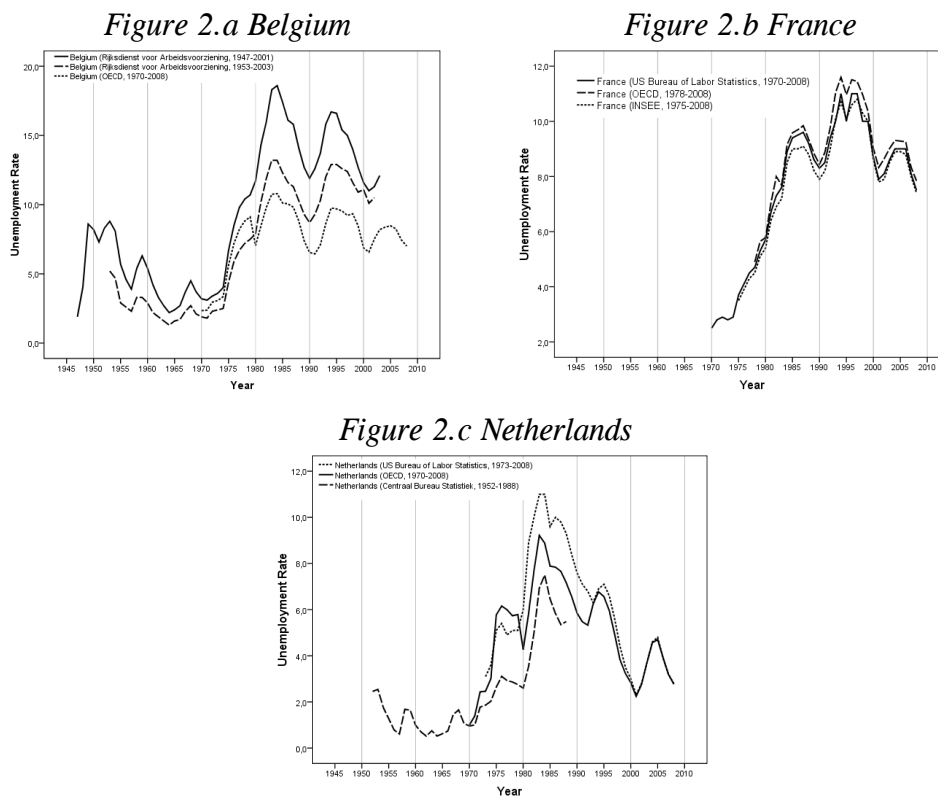 Figure 2.a Belgium
Belgium (Rijksdienst voor Arbeidsvoorziening, 1947-2001)
Belgium (Rijksdienst voor Arbeidsvoorziening, 1953-2003)
Belgium (OECD, 1970-2008)
20,0
15,0
10,0
5,0
0,0
Unemployment Rate
1945 1950 1955 1960 1965 1970 1975 1980 1985 1990 1995 2000 2005 2010
Year
Figure 2.b France
France (US Bureau of Labor Statistics, 1970-2008)
France (OECD, 1978-2008)
France (INSEE, 1975-2008)
12,0
10,0
8,0
6,0
4,0
2,0
Unemployment Rate
1945 1950 1955 1960 1965 1970 1975 1980 1985 1990 1995 2000 2005 2010
Year
Figure 2.c Netherlands
Netherlands (US Bureau of Labor Statistics, 1973-2008)
Netherlands (OECD, 1970-2008)
Netherlands (Centraal Bureau Statistiek, 1952-1988)
12,0
10,0
8,0
6,0
4,0
2,0
0,0
Unemployment Rate
1945 1950 1955 1960 1965 1970 1975 1980 1985 1990 1995 2000 2005 2010
Year